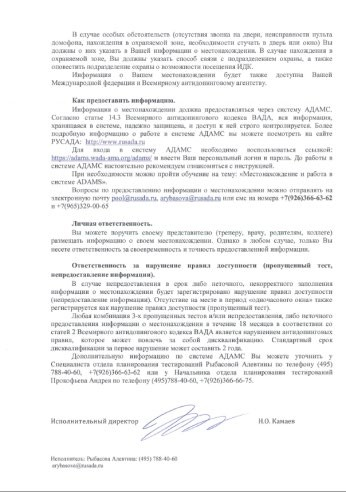 В случае особых обстоятельств (отсутствия звонка на двери, неисправности пульта
домофона, нахождения в охраняемой зоне, необходимости стучать в дверь или окно) Вы
должны о них указать в Вашей информации о местонахождении. В случае нахождения в
охраняемой зоне, Вы должны указать способ связи с подразделением охраны, а также
оповестить подразделение охраны о возможности посещения ИДК.
Информация о Вашем местонахождении будет также доступна Вашей
Международной федерации и Всемирному антидопинговому агентству.
Как предоставить информацию.
Информация о местонахождении должна предоставляться через систему АДАМС.
Согласно статье 14.3 Всемирного антидопингового кодекса ВАДА, вся информация,
хранящаяся в системе, надежно защищена, и доступ к ней строго контролируется. Более
подробную информацию о работе в системе АДАМС вы можете посмотреть на сайте
РУСАДА: http://www.rusada.ru
Для входа в систему АДАМС необходимо воспользоваться ссылкой:
https://adams.wada-ama.org/adams/ и ввести Ваш персональный логин и пароль. До работы в
системе АДАМС настоятельно рекомендуем ознакомиться с инструкцией.
При необходимости можно пройти обучение на тему: «Местонахождение и работа в
системе ADAMS».
Вопросы по предоставлению информации о местонахождении можно отправлять на
электронную почту pool@rusada.ru, arybasova@rusada.ru или смс на номера +7(926)366-63-62
и +7(965)329-00-65
Личная ответственность.
Вы можете поручить своему представителю (тренеру, врачу, родителям, коллеге)
размещать информацию о своем местонахождении. Однако в любом случае, только Вы
несете ответственность за своевременность и точность предоставления информации.
Ответственность за нарушение правил доступности (пропущенный тест,
непредоставление информации).
В случае непредоставления в срок либо неточного, некорректного заполнения
информации о местонахождении будет зарегистрировано нарушение правил доступности
(непредоставление информации). Отсутствие на месте в период «одночасового окна» также
регистрируется как нарушение правил доступности (пропущенный тест).
Любая комбинация 3-х пропущенных тестов и/или непредоставления, либо неточного
предоставления информации о местонахождении в течение 18 месяцев в соответствии со
статьей 2 Всемирного антидопингового кодекса ВАДА является нарушением антидопинговых
правил, которое может повлечь за собой дисквалификацию. Стандартный срок
дисквалификации за первое нарушение может составить 2 года.
Дополнительную информацию по системе АДАМС Вы можете уточнить у
Специалиста отдела планирования тестирований Рыбасовой Алевтины по телефону (495)
788-40-60, +7(926)366-63-62 или у Начальника отдела планирования тестирований
Прокофьева Андрея по телефону (495)788-40-60, +7(926)366-66-75.
Исполнительный директор Н.О. Камаев
Исполнитель: Рыбасова Алевтина: (495) 788-40-60
arybasova@rusada.ru